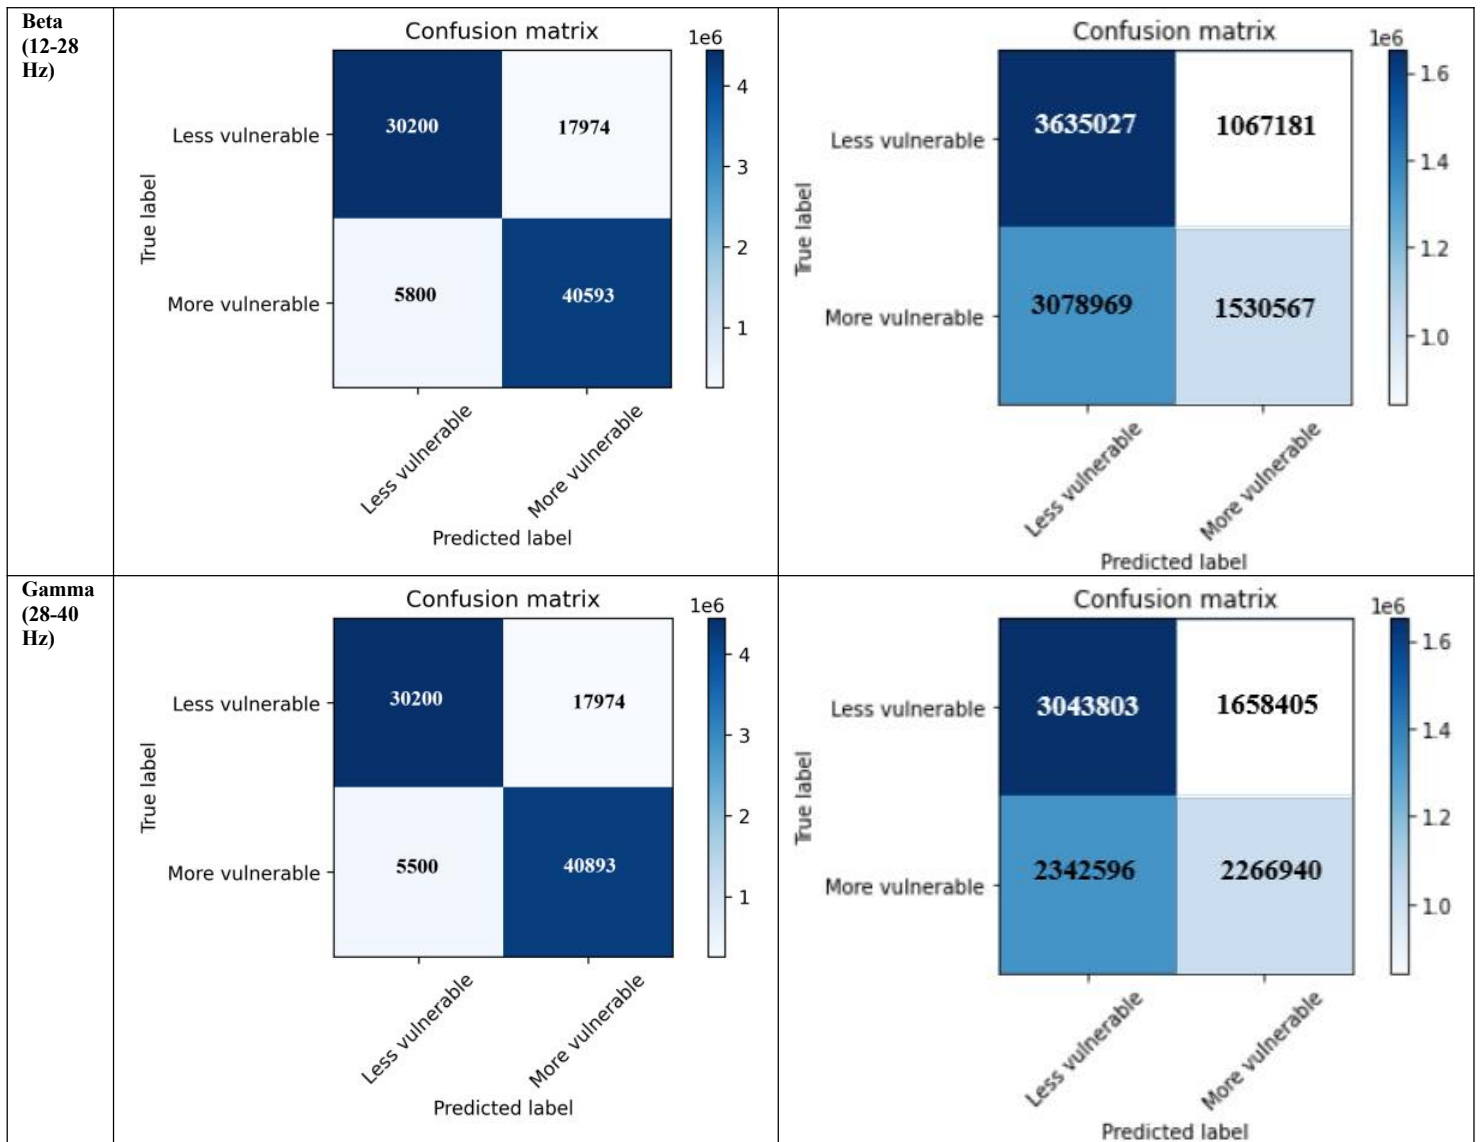 Beta
(12-28
Hz)
Confusion matrix
1e6
Less vulnerable
30200
17974
More vulnerable
5800
40593
True label
4
3
2
1
Less vulnerable
More vulnerable
Predicted label
Confusion matrix
1e6
Less vulnerable
3635027
1067181
More vulnerable
3078969
1530567
True label
1.6
1.4
1.2
1.0
Less vulnerable
More vulnerable
Predicted label
Gamma
(28-40
Hz)
Confusion matrix
1e6
Less vulnerable
30200
17974
More vulnerable
5500
40893
True label
4
3
2
1
Less vulnerable
More vulnerable
Predicted label
Confusion matrix
1e6
Less vulnerable
3043803
1658405
More vulnerable
2342596
2266940
True label
1.6
1.4
1.2
1.0
Less vulnerable
More vulnerable
Predicted label